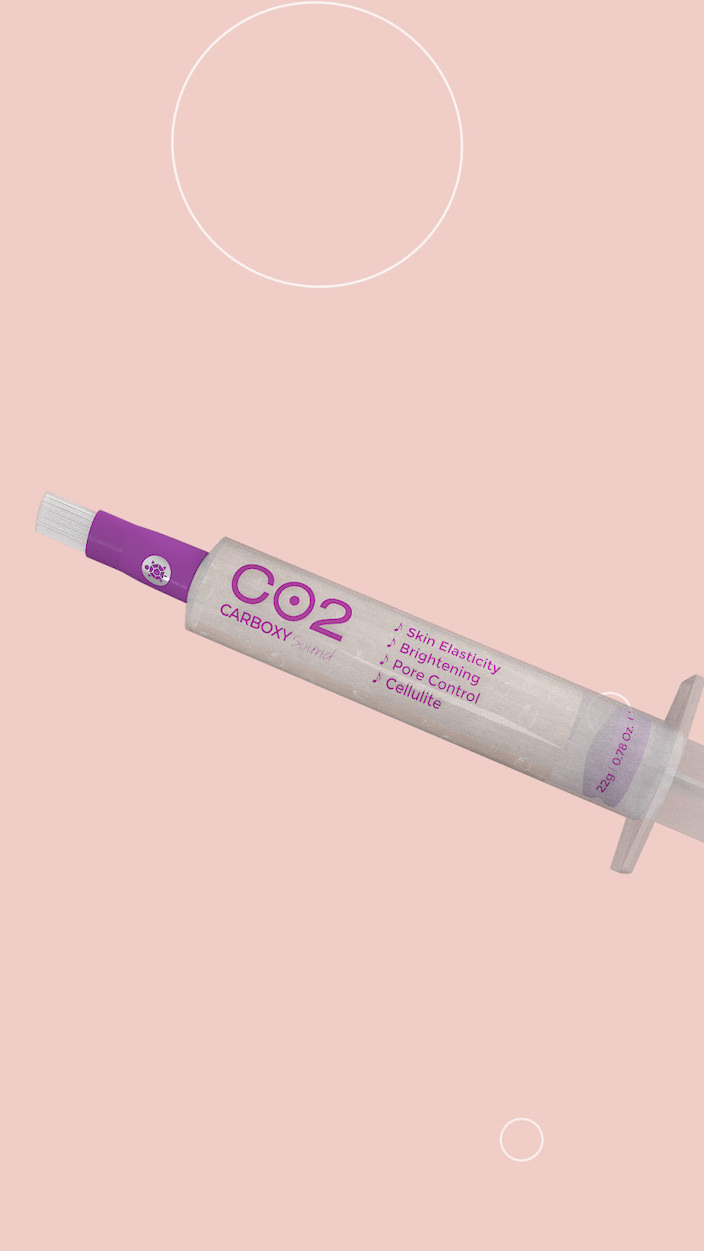 CO2
CARBOXY Sound
♪ Skin Elasticity
♪ Brightening
♪ Pore Control
♪ Cellulite
22g | 0.78 Oz.